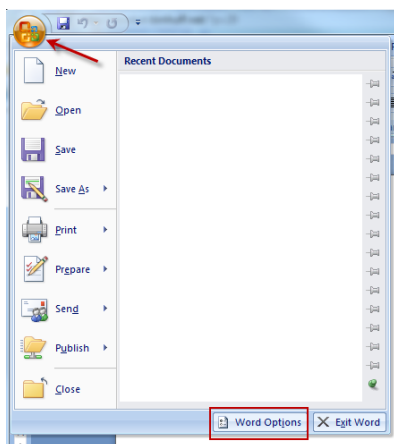 Recent Documents
New
Open
Save
Save As
Print
Prepare
Send
Publish
Close
Word Options
Exit Word